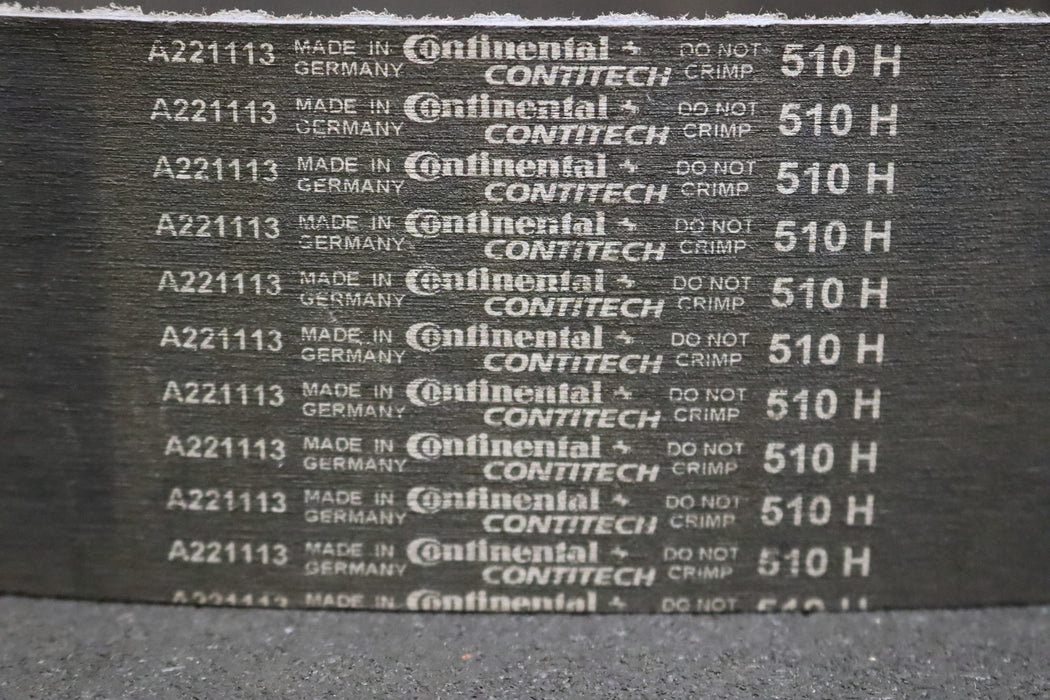 A221113 MADE IN GERMANY Continental CONTITECH DO NOT CRIMP 510 H
A221113 MADE IN GERMANY Continental CONTITECH DO NOT CRIMP 510 H
A221113 MADE IN GERMANY Continental CONTITECH DO NOT CRIMP 510 H
A221113 MADE IN GERMANY Continental CONTITECH DO NOT CRIMP 510 H
A221113 MADE IN GERMANY Continental CONTITECH DO NOT CRIMP 510 H
A221113 MADE IN GERMANY Continental CONTITECH DO NOT CRIMP 510 H
A221113 MADE IN GERMANY Continental CONTITECH DO NOT CRIMP 510 H
A221113 MADE IN GERMANY Continental CONTITECH DO NOT CRIMP 510 H
A221113 MADE IN GERMANY Continental CONTITECH DO NOT CRIMP 510 H
A221113 MADE IN GERMANY Continental CONTITECH DO NOT CRIMP 510 H
MADE IN Continental DO NOT